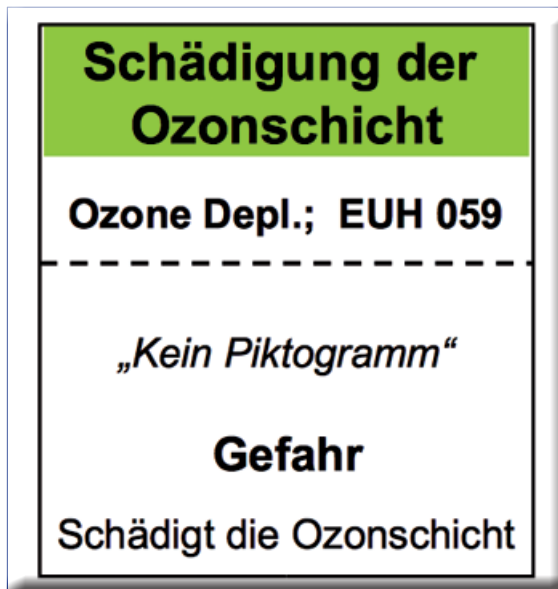 Schädigung der
Ozonschicht
Ozone Depl.; EUH 059
„Kein Piktogramm“
Gefahr
Schädigt die Ozonschicht